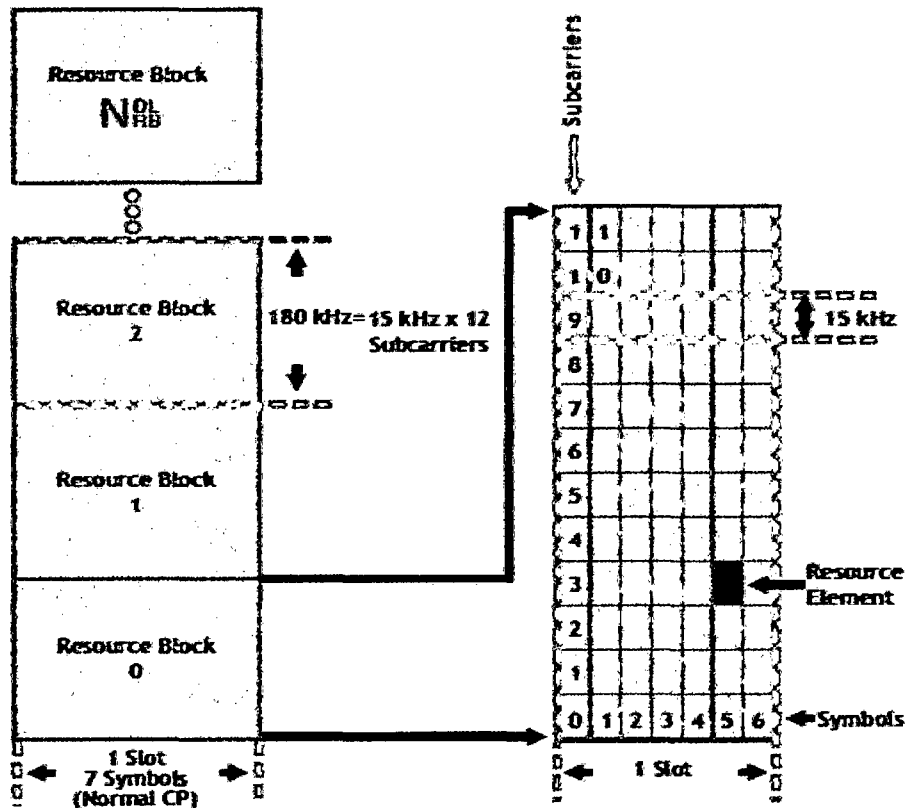 Resource Block
N DL RB
Resource Block
2
180 kHz=15 kHz x 12
Subcarriers
Resource Block
1
Resource Block
0
1 Slot
7 Symbols
(Normal CP)
Subcarriers
1 1
1 0
9
15 kHz
8
7
6
5
4
3
Resource
Element
2
1
0 1 2 3 4 5 6
Symbols
1 Slot